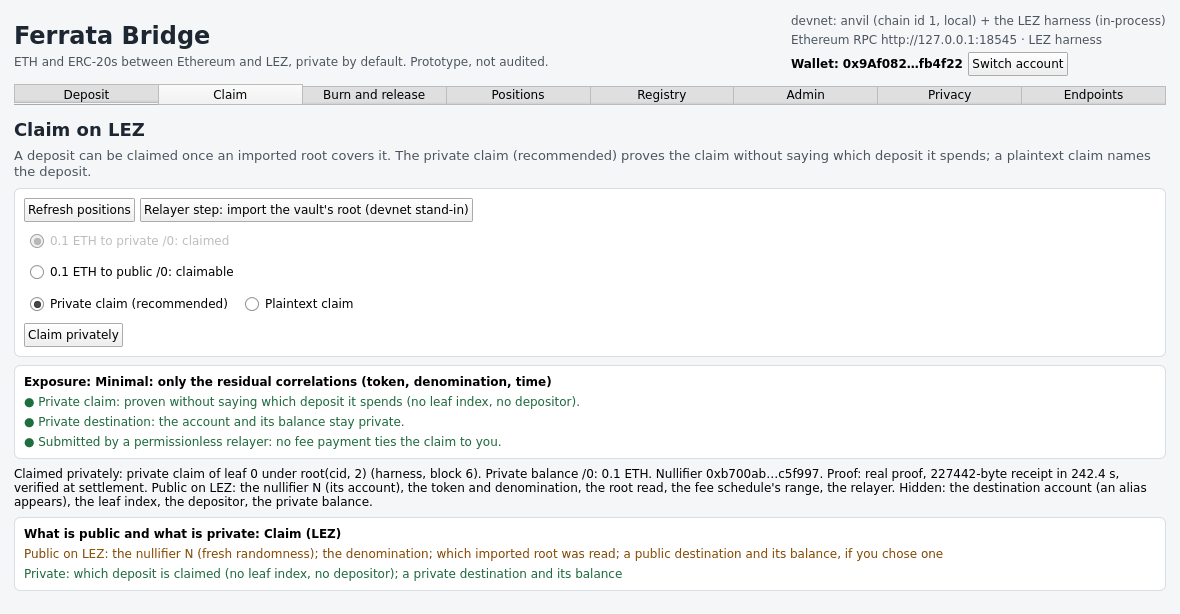 Ferrata Bridge
ETH and ERC-20s between Ethereum and LEZ, private by default. Prototype, not audited.
devnet: anvil (chain id 1, local) + the LEZ harness (in-process)
Ethereum RPC http://127.0.0.1:18545 · LEZ harness
Wallet: 0x9Af082…fb4f22 Switch account
Deposit Claim Burn and release Positions Registry Admin Privacy Endpoints
Claim on LEZ
A deposit can be claimed once an imported root covers it. The private claim (recommended) proves the claim without saying which deposit it spends; a plaintext claim names
the deposit.
Refresh positions Relayer step: import the vault's root (devnet stand-in)
0.1 ETH to private /0: claimed
0.1 ETH to public /0: claimable
Private claim (recommended) Plaintext claim
Claim privately
Exposure: Minimal: only the residual correlations (token, denomination, time)
● Private claim: proven without saying which deposit it spends (no leaf index, no depositor).
● Private destination: the account and its balance stay private.
● Submitted by a permissionless relayer: no fee payment ties the claim to you.
Claimed privately: private claim of leaf 0 under root(cid, 2) (harness, block 6). Private balance /0: 0.1 ETH. Nullifier 0xb700ab…c5f997. Proof: real proof, 227442-byte receipt in 242.4 s,
verified at settlement. Public on LEZ: the nullifier N (its account), the token and denomination, the root read, the fee schedule's range, the relayer. Hidden: the destination account (an alias
appears), the leaf index, the depositor, the private balance.
What is public and what is private: Claim (LEZ)
Public on LEZ: the nullifier N (fresh randomness); the denomination; which imported root was read; a public destination and its balance, if you chose one
Private: which deposit is claimed (no leaf index, no depositor); a private destination and its balance